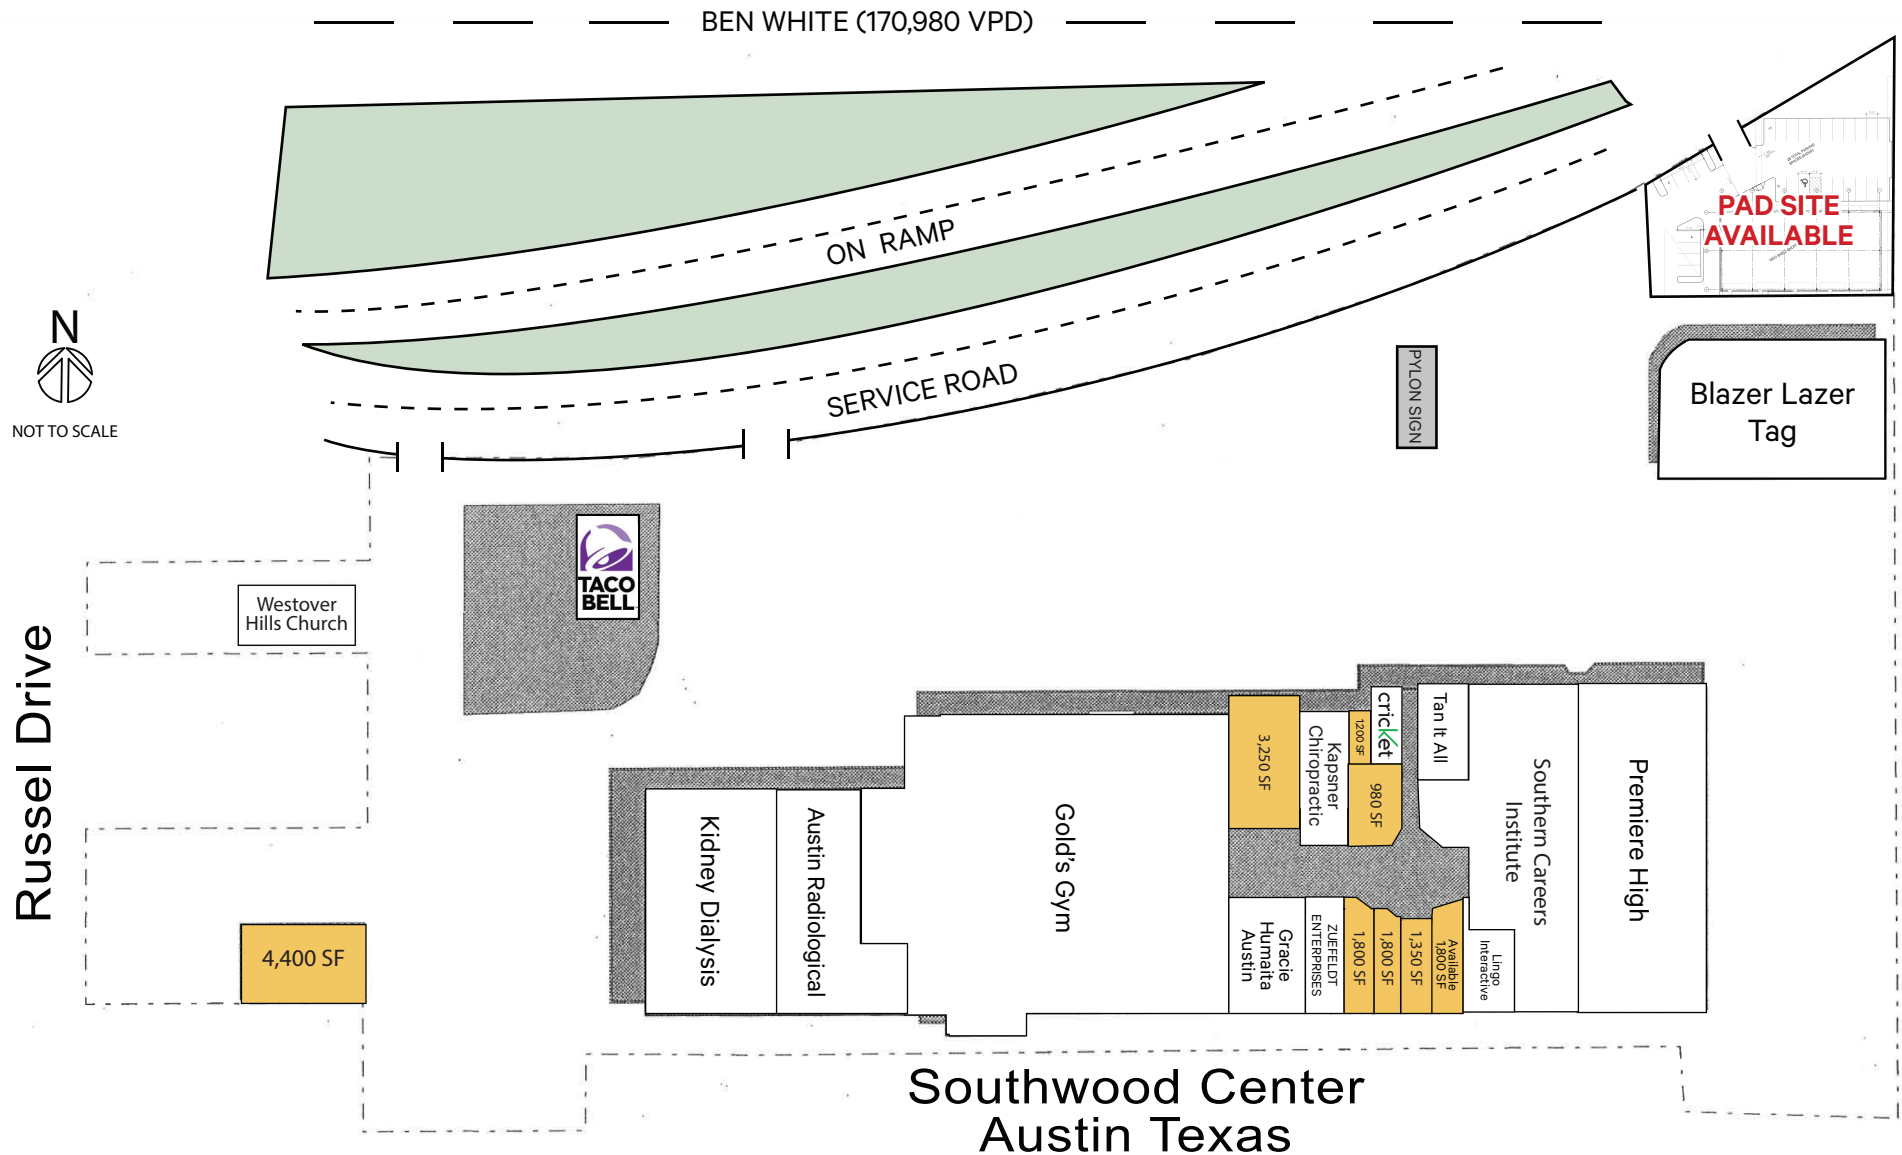 BEN WHITE (170,980 VPD)
PAD SITE
AVAILABLE
ON RAMP
SERVICE ROAD
N
NOT TO SCALE
PYLON SIGN
Blazer Lazer
Tag
TACO
BELL
Westover
Hills Church
Russel Drive
4,400 SF
Kidney Dialysis
Austin Radiological
Gold's Gym
3,250 SF
Kapsner
Chiropractic
1200 SF
cricket
980 SF
Tan It All
Southern Careers
Institute
Premiere High
Gracie
Humaita
Austin
ZUEFELDT
ENTERPRISES
1,800 SF
1,800 SF
1,350 SF
Available
1,800 SF
Lingo
Interactive
Southwood Center
Austin Texas